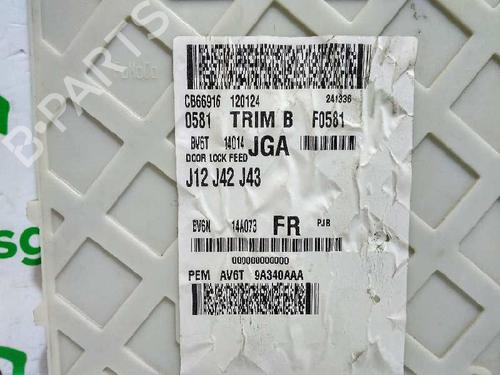 B-PARTS
CB66916 120124 241336
0581 TRIM B F0581
BV6T 14014 JGA
DOOR LOCK FEED
J12 J42 J43
BV6N 14A073 FR PJB
000000000000
PEM AV6T 9A340AAA